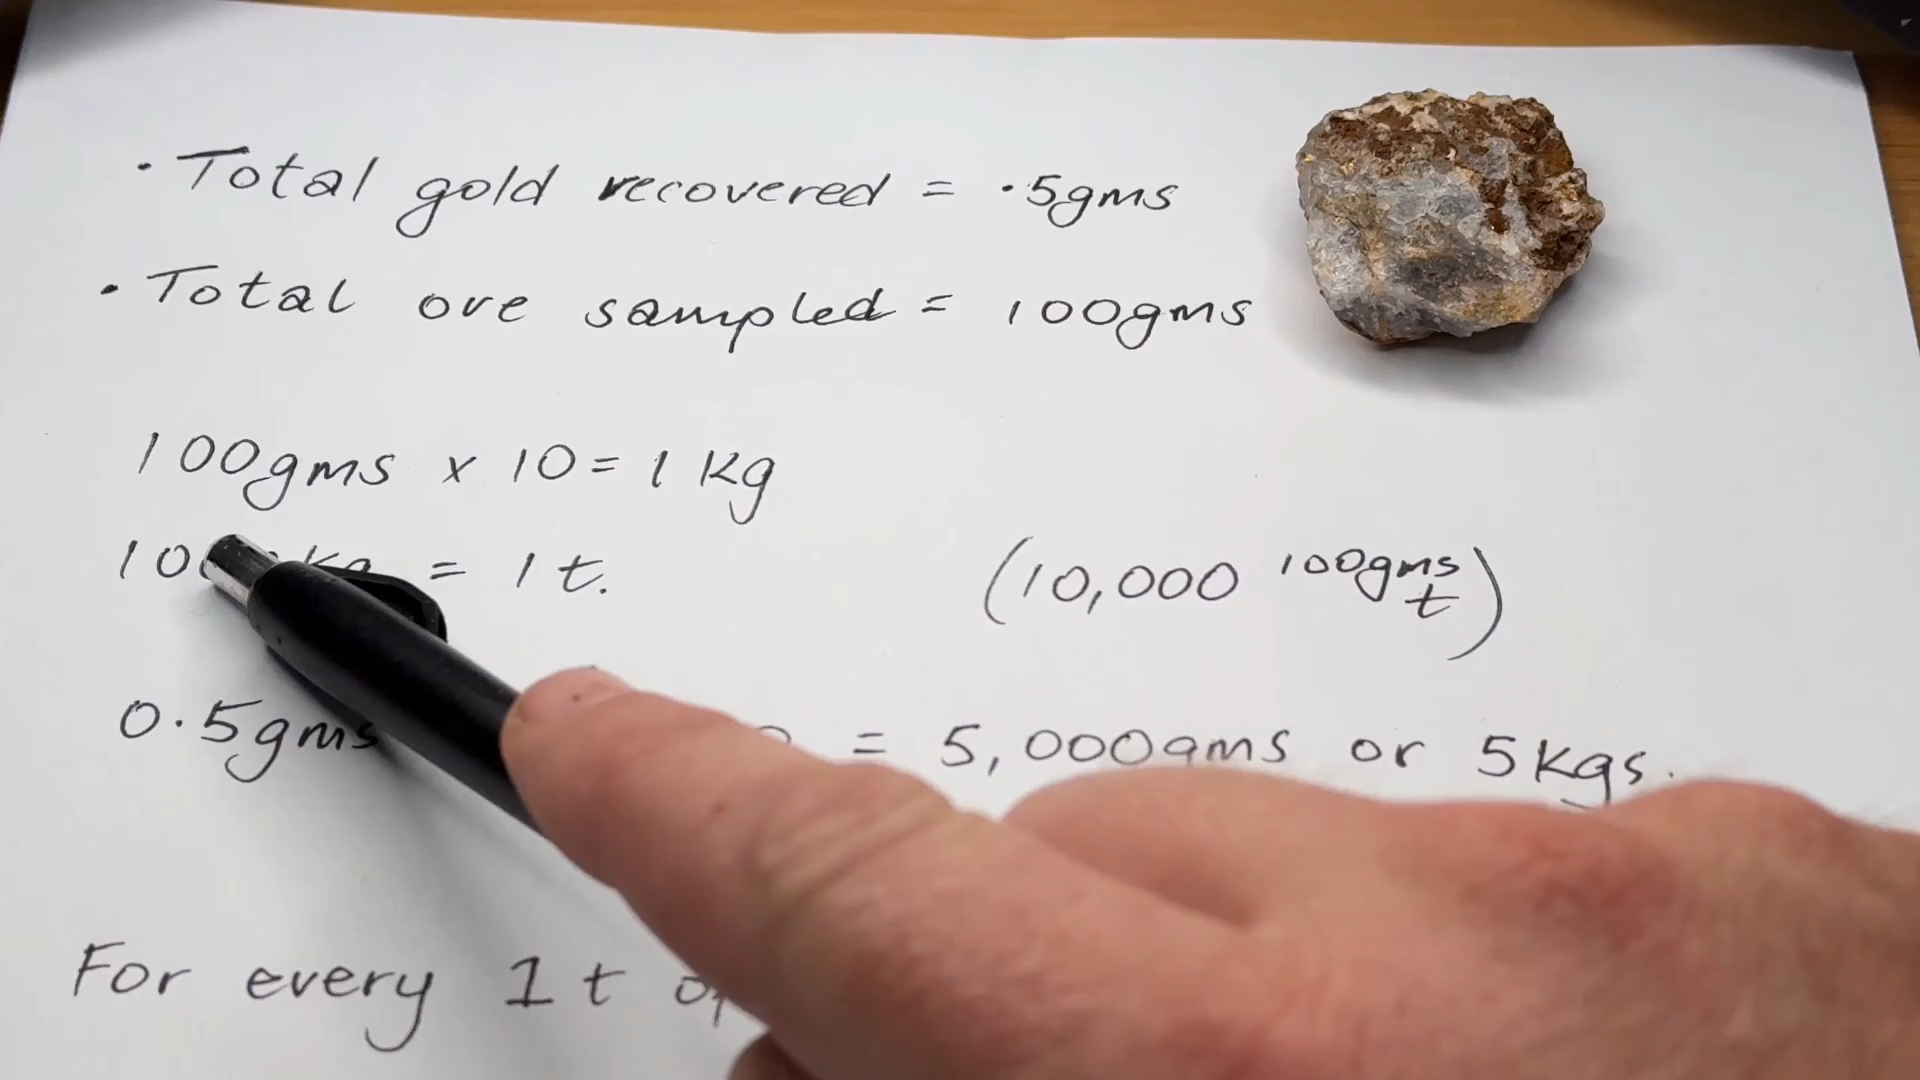 · Total gold recovered = .5gms
· Total ore sampled = 100gms
100gms x 10 = 1 kg
= 1 t.
(10,000 100gms
t)
0.5gms = 5,000gms or 5kgs.
For every 1 t